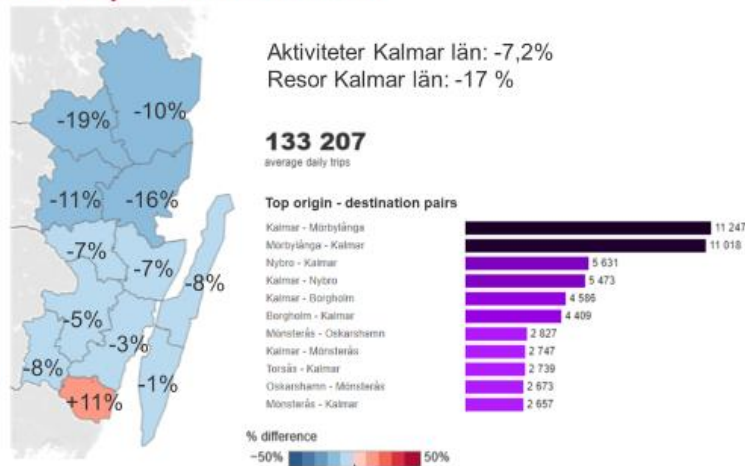 Aktiviteter Kalmar län: -7,2%
Resor Kalmar län: -17 %
133 207
average daily trips
Top origin - destination pairs
Kalmar - Mörbylånga 11 247
Mörbylånga - Kalmar 11 018
Nybro - Kalmar 5 631
Kalmar - Nybro 5 473
Kalmar - Borgholm 4 586
Borgholm - Kalmar 4 409
Mönsterås - Oskarshamn 2 827
Kalmar - Mönsterås 2 747
Torsås - Kalmar 2 739
Oskarshamn - Mönsterås 2 673
Mönsterås - Kalmar 2 657
-10%
-19%
-11%
-16%
-7%
-7%
-8%
-5%
-3%
-8%
-1%
+11%
% difference
-50% 50%